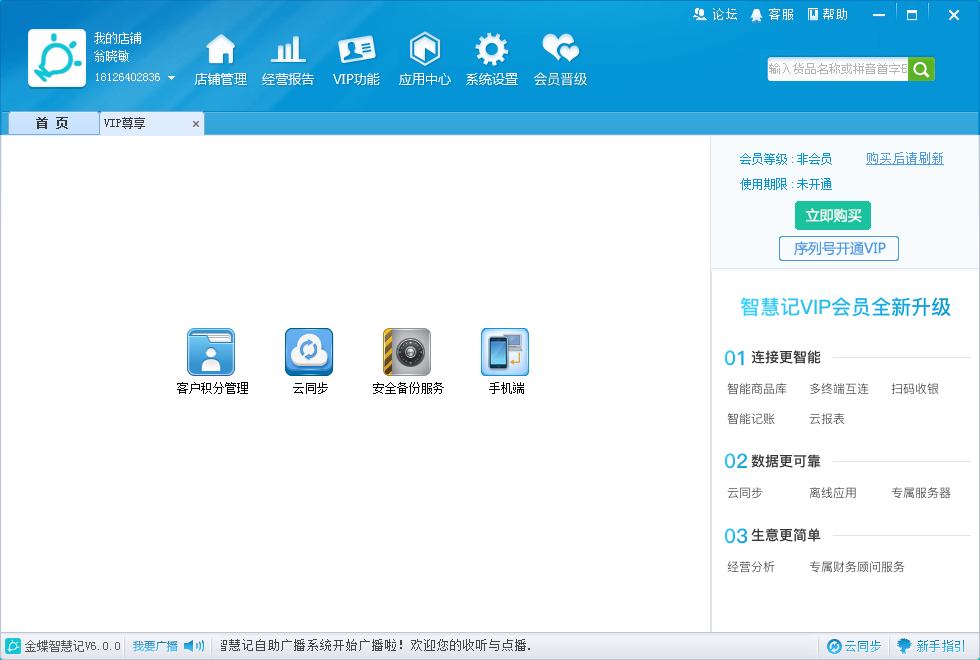 论坛 客服 帮助
我的店铺
翁晓敏
18126402836
店铺管理 经营报告 VIP功能 应用中心 系统设置 会员晋级
输入货品名称或拼音首字母
首 页 VIP尊享 ×
会员等级 : 非会员 购买后请刷新
使用期限 : 未开通
立即购买
序列号开通VIP
智慧记VIP会员全新升级
01 连接更智能
智能商品库 多终端互连 扫码收银
智能记账 云报表
02 数据更可靠
云同步 离线应用 专属服务器
03 生意更简单
经营分析 专属财务顾问服务
客户积分管理 云同步 安全备份服务 手机端
金蝶智慧记V6.0.0 我要广播 智慧记自助广播系统开始广播啦! 欢迎您的收听与点播. 云同步 新手指引